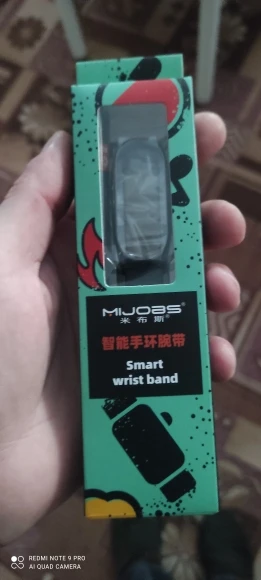 MIJOBS®
米布斯®
智能手环腕带
Smart
wrist band
REDMI NOTE 9 PRO
AI QUAD CAMERA